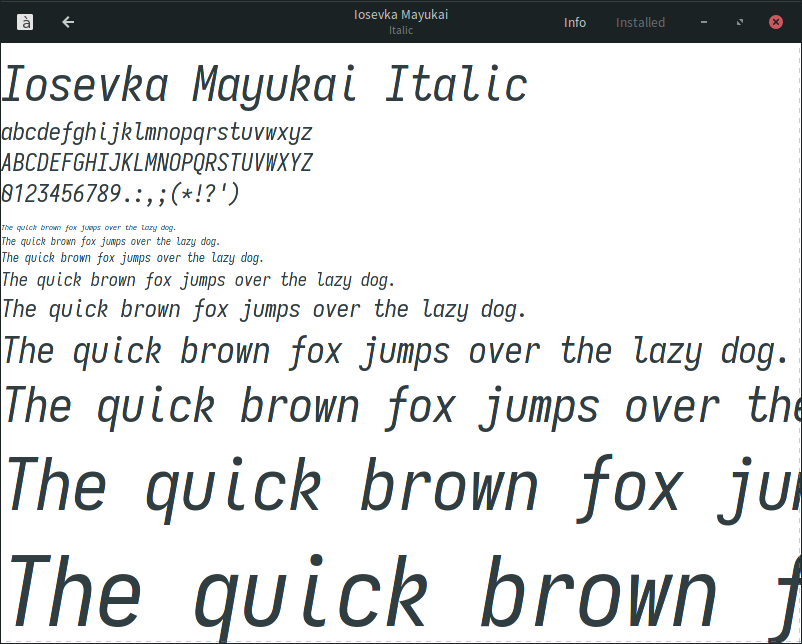 à
Iosevka Mayukai
Italic
Info
Installed
Iosevka Mayukai Italic
abcdefghijklmnopqrstuvwxyz
ABCDEFGHIJKLMNOPQRSTUVWXYZ
0123456789.:,;(*!?')
The quick brown fox jumps over the lazy dog.
The quick brown fox jumps over the lazy dog.
The quick brown fox jumps over the lazy dog.
The quick brown fox jumps over the lazy dog.
The quick brown fox jumps over the lazy dog.
The quick brown fox jumps over the lazy dog.
The quick brown fox jumps over the
The quick brown fox jum
The quick brown f